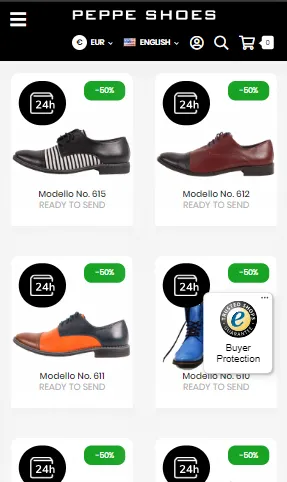 PEPPE SHOES
€ EUR ENGLISH 0
24h -50% 24h -50%
Modello No. 615 Modello No. 612
READY TO SEND READY TO SEND
24h -50% 24h -50%
TRUSTED SHOPS
GUARANTEE
e
Buyer
Protection
Modello No. 611 Modello No. 610
READY TO SEND READY TO SEND
24h -50% 24h -50%